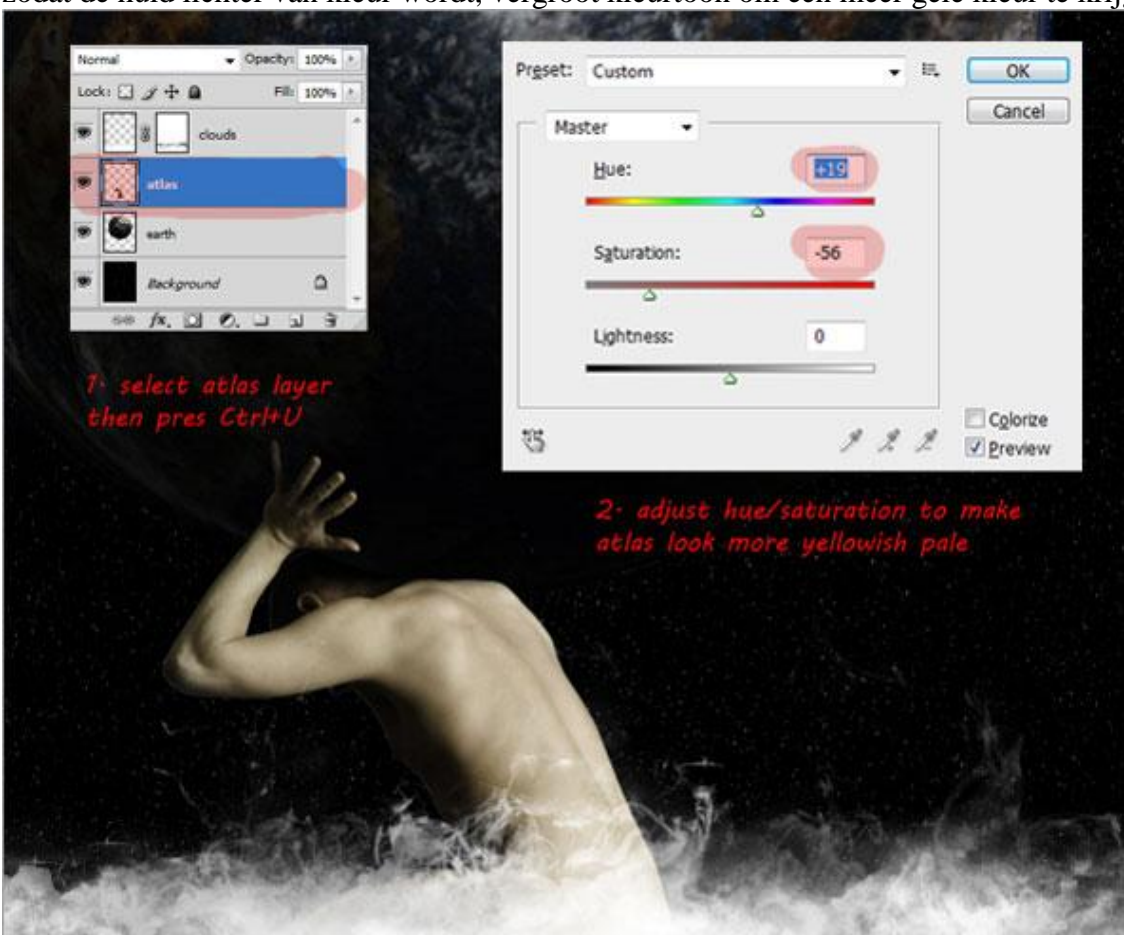 zodat de huid lichter van kleur wordt, vergroot kleurtoon om een meer gele kleur te krijg
Normal Opacity: 100%
Lock: Fill: 100%
clouds
atlas
earth
Background
fx.
Preset: Custom
OK
Cancel
Master
Hue: +19
Saturation: -56
Lightness: 0
Colorize
Preview
1· select atlas layer
then pres Ctrl+U
2· adjust hue/saturation to make
atlas look more yellowish pale